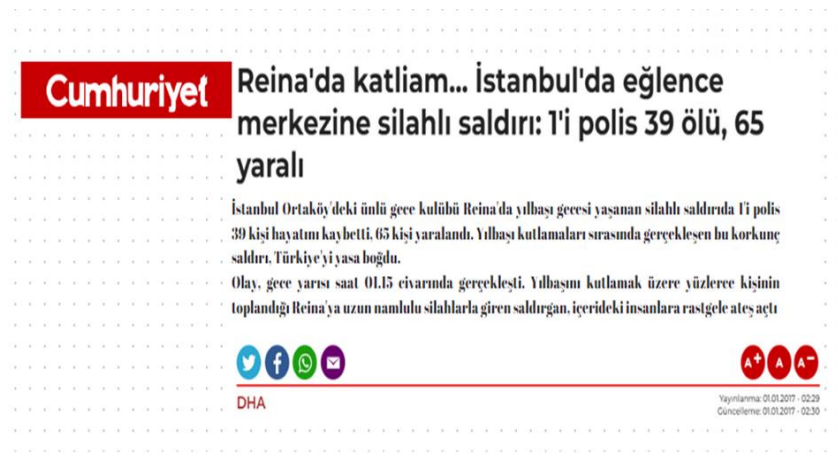 Cumhuriyet
Reina'da katliam... İstanbul'da eğlence
merkezine silahlı saldırı: 1'i polis 39 ölü, 65
yaralı
İstanbul Ortaköy'deki ünlü gece kulübü Reina'da yılbaşı gecesi yaşanan silahlı saldırıda 1'i polis
39 kişi hayatını kaybetti, 65 kişi yaralandı. Yılbaşı kutlamaları sırasında gerçekleşen bu korkunç
saldırı, Türkiye'yi yasa boğdu.
Olay, gece yarısı saat 01.15 civarında gerçekleşti. Yılbaşını kutlamak üzere yüzlerce kişinin
toplandığı Reina'ya uzun namlulu silahlarla giren saldırgan, içerideki insanlara rastgele ateş açtı
A+ A A-
DHA
Yayınlanma: 01.01.2017 - 02:29
Güncelleme: 01.01.2017 - 02:30